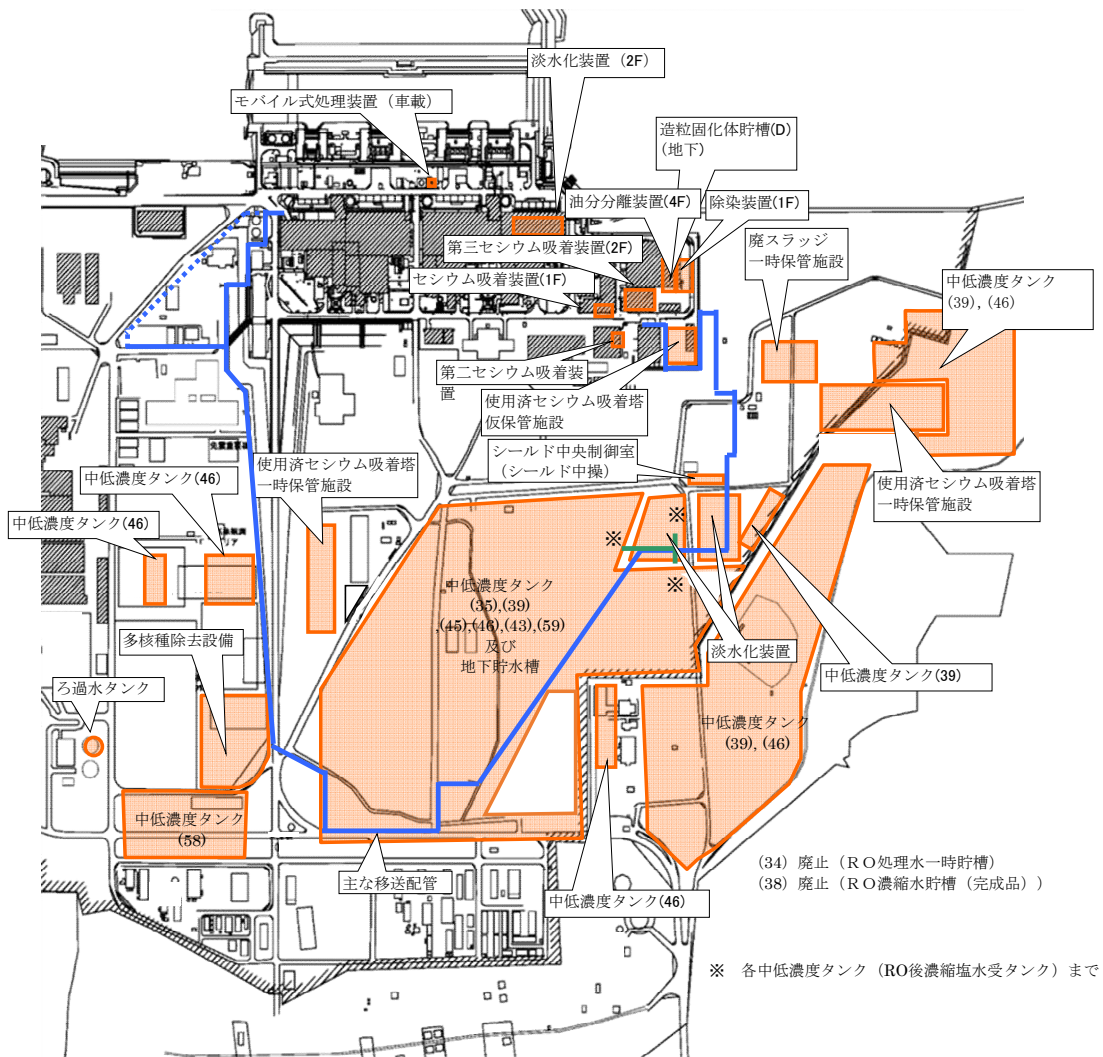 淡水化装置（2F）
モバイル式処理装置（車載）
造粒固化体貯槽(D)
(地下)
油分分離装置(4F)
除染装置(1F)
第三セシウム吸着装置(2F)
廃スラッジ
一時保管施設
セシウム吸着装置(1F)
中低濃度タンク
(39), (46)
第二セシウム吸着装
置
使用済セシウム吸着塔
仮保管施設
シールド中央制御室
（シールド中操）
使用済セシウム吸着塔
一時保管施設
使用済セシウム吸着塔
一時保管施設
中低濃度タンク(46)
中低濃度タンク(46)
※
※
※
中低濃度タンク
(35),(39)
,(45),(46),(43),(59)
及び
地下貯水槽
多核種除去設備
淡水化装置
中低濃度タンク(39)
ろ過水タンク
中低濃度タンク
(39), (46)
中低濃度タンク
(58)
主な移送配管
中低濃度タンク(46)
(34) 廃止（ＲＯ処理水一時貯槽）
(38) 廃止（ＲＯ濃縮水貯槽（完成品））
※　各中低濃度タンク（RO後濃縮塩水受タンク）まで